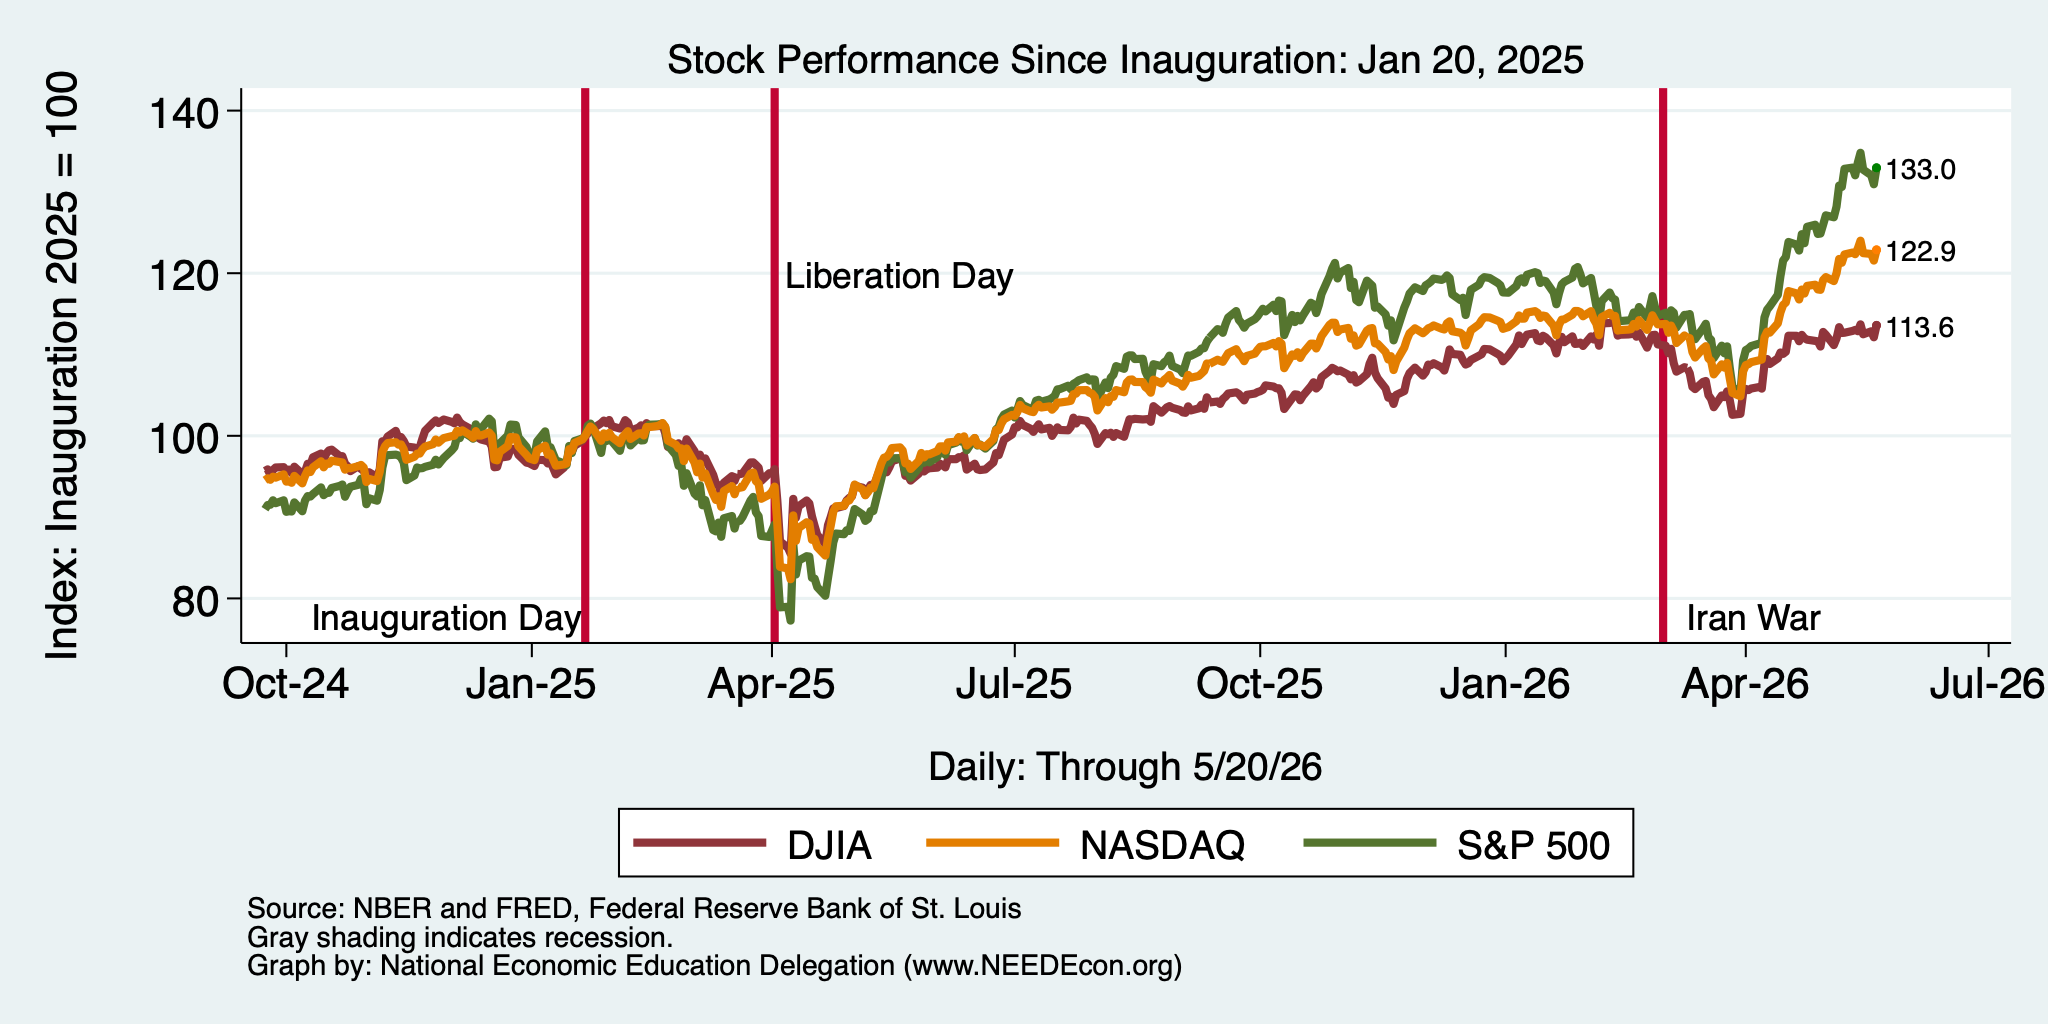 Stock Performance Since Inauguration: Jan 20, 2025
Index: Inauguration 2025 = 100
140
120
100
80
133.0
122.9
113.6
Liberation Day
Inauguration Day
Iran War
Oct-24
Jan-25
Apr-25
Jul-25
Oct-25
Jan-26
Apr-26
Jul-26
Daily: Through 5/20/26
DJIA
NASDAQ
S&P 500
Source: NBER and FRED, Federal Reserve Bank of St. Louis
Gray shading indicates recession.
Graph by: National Economic Education Delegation (www.NEEDEcon.org)